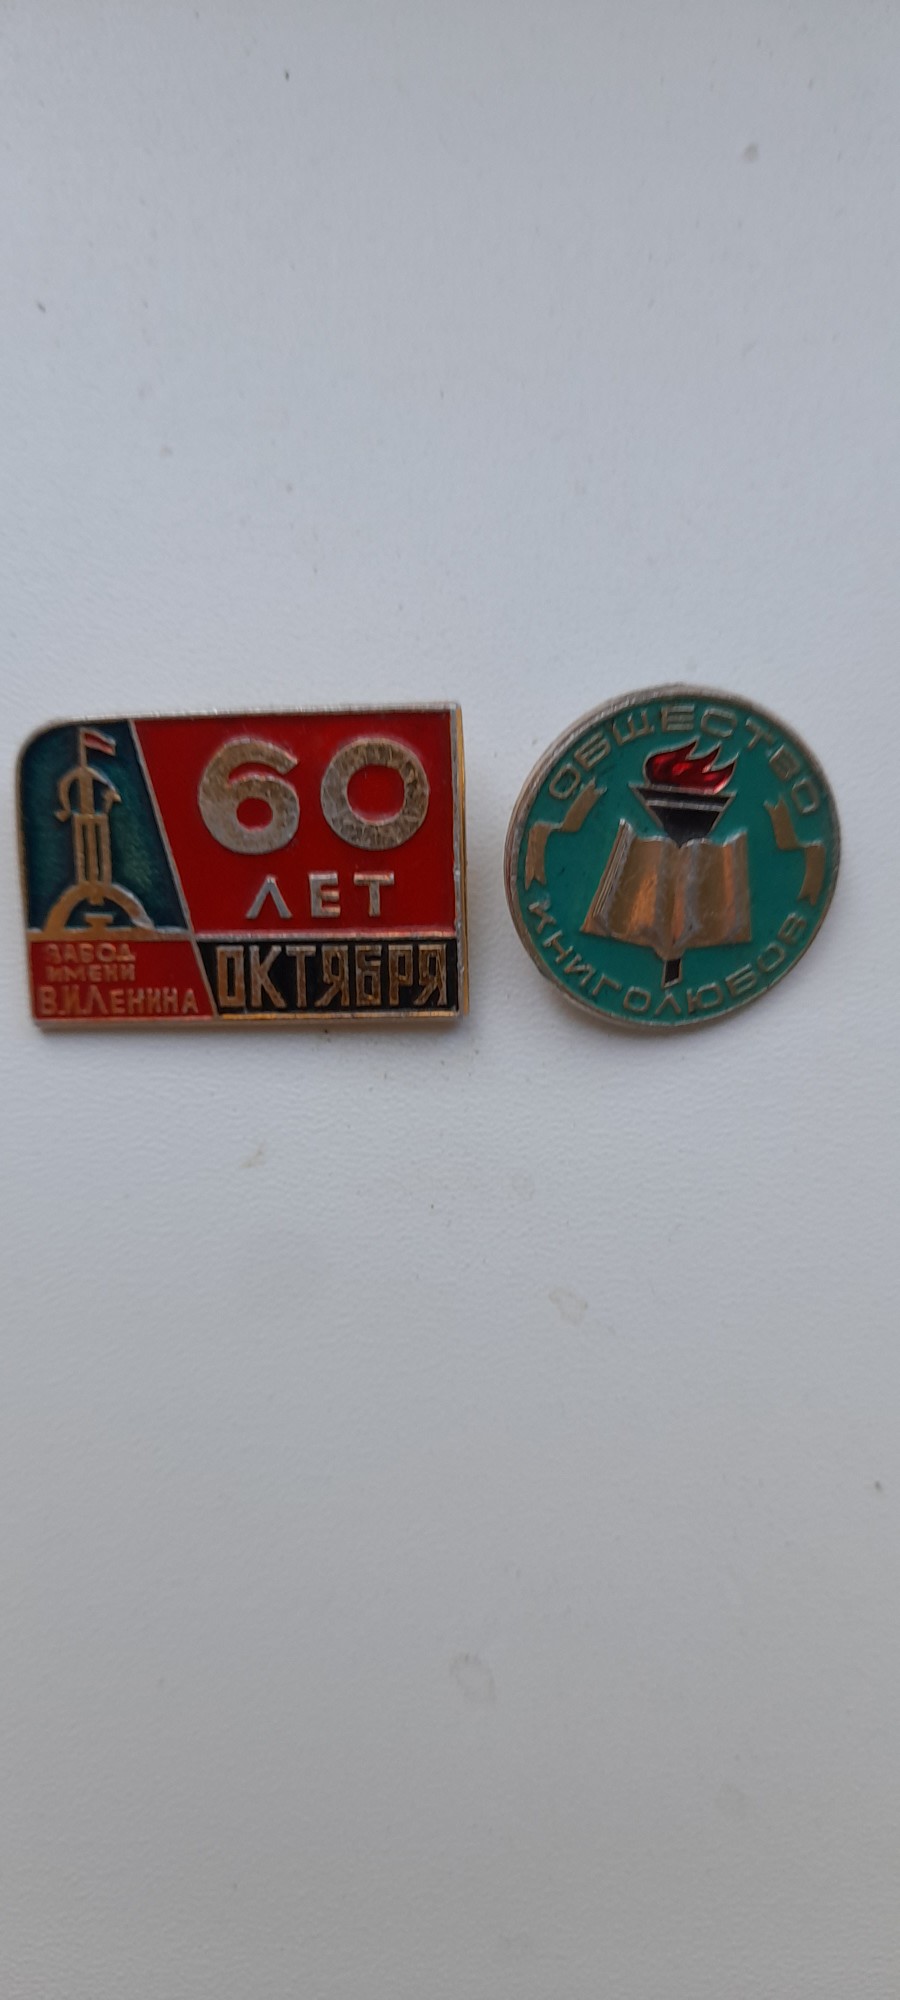 60
ЛЕТ
ОКТЯБРЯ
ЗАВОД
ИМЕНИ
В.И.ЛЕНИНА
ОБЩЕСТВО
КНИГОЛЮБОВ